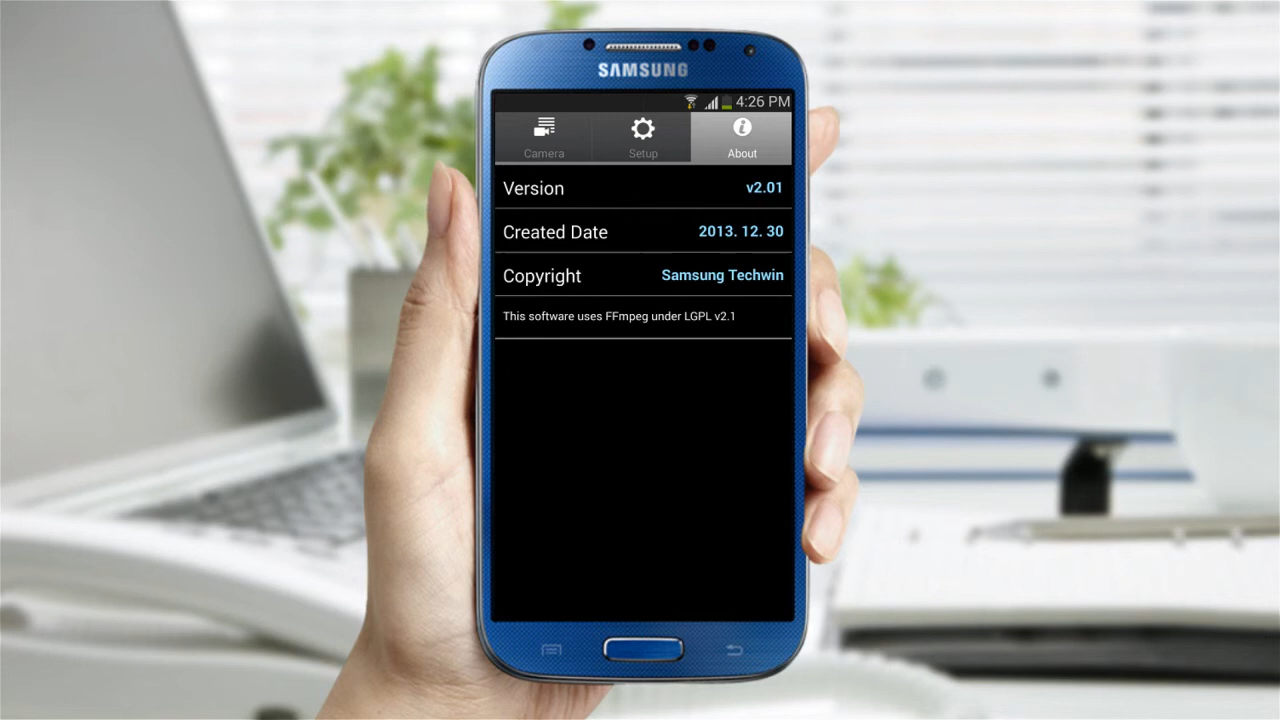 SAMSUNG
4:26 PM
Camera
Setup
About
Version v2.01
Created Date 2013. 12. 30
Copyright Samsung Techwin
This software uses FFmpeg under LGPL v2.1